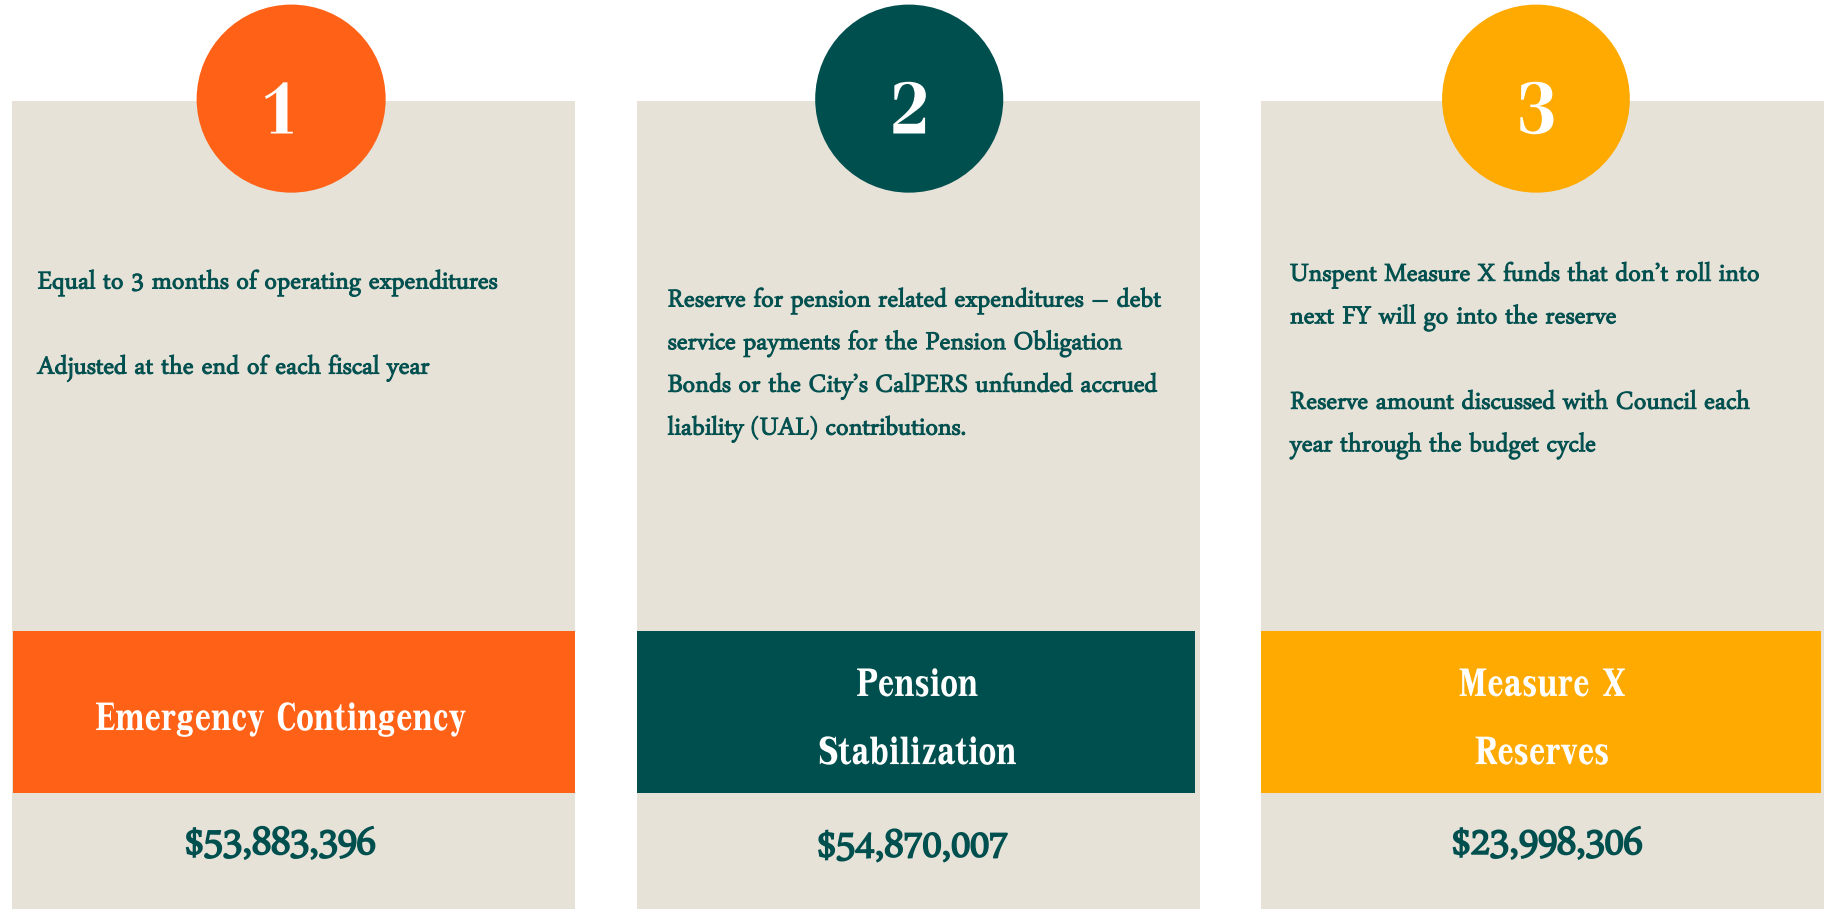 1
Equal to 3 months of operating expenditures
Adjusted at the end of each fiscal year
Emergency Contingency
$53,883,396
2
Reserve for pension related expenditures – debt
service payments for the Pension Obligation
Bonds or the City’s CalPERS unfunded accrued
liability (UAL) contributions.
Pension
Stabilization
$54,870,007
3
Unspent Measure X funds that don’t roll into
next FY will go into the reserve
Reserve amount discussed with Council each
year through the budget cycle
Measure X
Reserves
$23,998,306